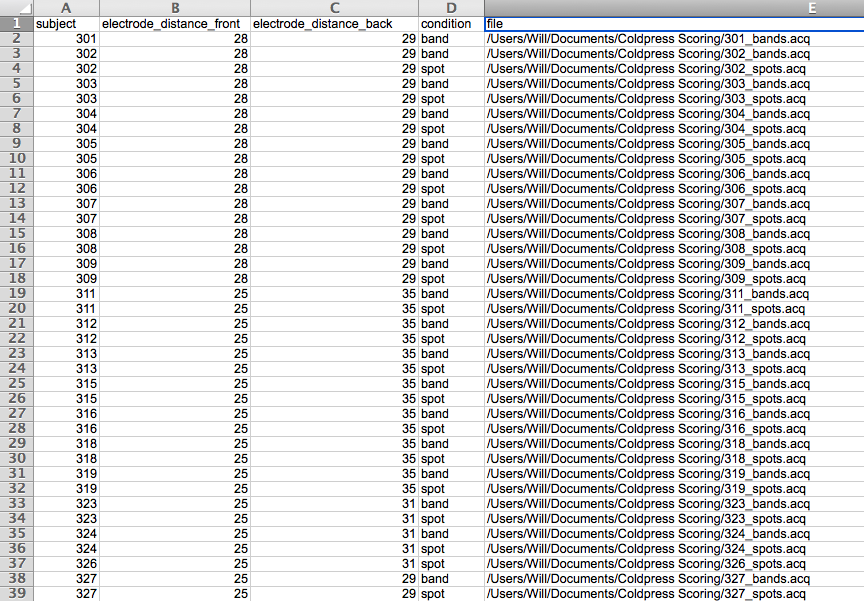 A B C D E
1 subject electrode_distance_front electrode_distance_back condition file
2 301 28 29 band /Users/Will/Documents/Coldpress Scoring/301_bands.acq
3 302 28 29 band /Users/Will/Documents/Coldpress Scoring/302_bands.acq
4 302 28 29 spot /Users/Will/Documents/Coldpress Scoring/302_spots.acq
5 303 28 29 band /Users/Will/Documents/Coldpress Scoring/303_bands.acq
6 303 28 29 spot /Users/Will/Documents/Coldpress Scoring/303_spots.acq
7 304 28 29 band /Users/Will/Documents/Coldpress Scoring/304_bands.acq
8 304 28 29 spot /Users/Will/Documents/Coldpress Scoring/304_spots.acq
9 305 28 29 band /Users/Will/Documents/Coldpress Scoring/305_bands.acq
10 305 28 29 spot /Users/Will/Documents/Coldpress Scoring/305_spots.acq
11 306 28 29 band /Users/Will/Documents/Coldpress Scoring/306_bands.acq
12 306 28 29 spot /Users/Will/Documents/Coldpress Scoring/306_spots.acq
13 307 28 29 band /Users/Will/Documents/Coldpress Scoring/307_bands.acq
14 307 28 29 spot /Users/Will/Documents/Coldpress Scoring/307_spots.acq
15 308 28 29 band /Users/Will/Documents/Coldpress Scoring/308_bands.acq
16 308 28 29 spot /Users/Will/Documents/Coldpress Scoring/308_spots.acq
17 309 28 29 band /Users/Will/Documents/Coldpress Scoring/309_bands.acq
18 309 28 29 spot /Users/Will/Documents/Coldpress Scoring/309_spots.acq
19 311 25 35 band /Users/Will/Documents/Coldpress Scoring/311_bands.acq
20 311 25 35 spot /Users/Will/Documents/Coldpress Scoring/311_spots.acq
21 312 25 35 band /Users/Will/Documents/Coldpress Scoring/312_bands.acq
22 312 25 35 spot /Users/Will/Documents/Coldpress Scoring/312_spots.acq
23 313 25 35 band /Users/Will/Documents/Coldpress Scoring/313_bands.acq
24 313 25 35 spot /Users/Will/Documents/Coldpress Scoring/313_spots.acq
25 315 25 35 band /Users/Will/Documents/Coldpress Scoring/315_bands.acq
26 315 25 35 spot /Users/Will/Documents/Coldpress Scoring/315_spots.acq
27 316 25 35 band /Users/Will/Documents/Coldpress Scoring/316_bands.acq
28 316 25 35 spot /Users/Will/Documents/Coldpress Scoring/316_spots.acq
29 318 25 35 band /Users/Will/Documents/Coldpress Scoring/318_bands.acq
30 318 25 35 spot /Users/Will/Documents/Coldpress Scoring/318_spots.acq
31 319 25 35 band /Users/Will/Documents/Coldpress Scoring/319_bands.acq
32 319 25 35 spot /Users/Will/Documents/Coldpress Scoring/319_spots.acq
33 323 25 31 band /Users/Will/Documents/Coldpress Scoring/323_bands.acq
34 323 25 31 spot /Users/Will/Documents/Coldpress Scoring/323_spots.acq
35 324 25 31 band /Users/Will/Documents/Coldpress Scoring/324_bands.acq
36 324 25 31 spot /Users/Will/Documents/Coldpress Scoring/324_spots.acq
37 326 25 31 spot /Users/Will/Documents/Coldpress Scoring/326_spots.acq
38 327 25 29 band /Users/Will/Documents/Coldpress Scoring/327_bands.acq
39 327 25 29 spot /Users/Will/Documents/Coldpress Scoring/327_spots.acq